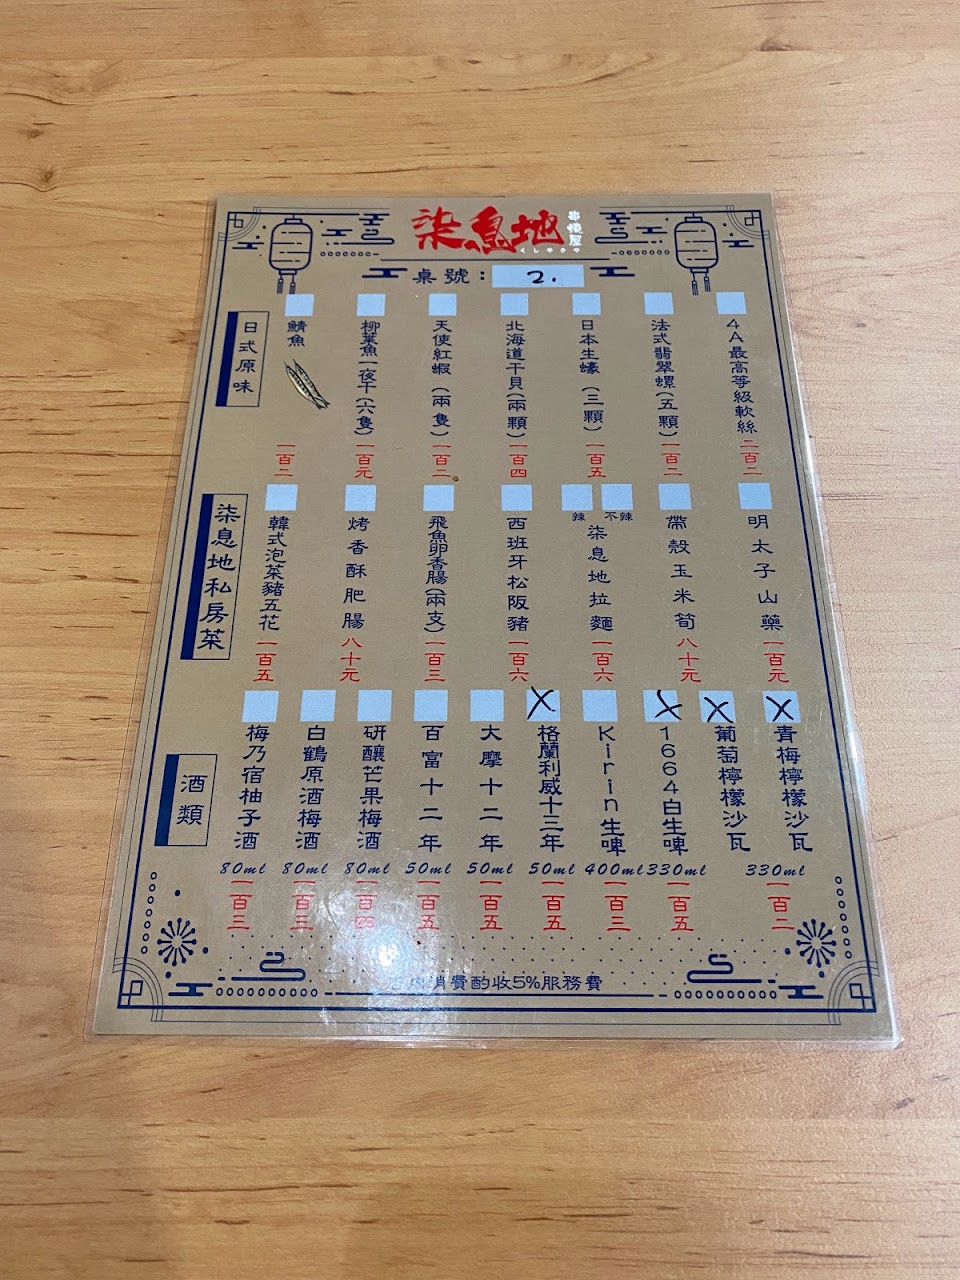 柒息地
串燒屋
くしやきや
桌號：2.
日式原味
4A最高等級軟絲 二百二
法式翡翠螺(五顆) 一百二
日本生蠔(三顆) 一百五
北海道干貝(兩顆) 一百四
天使紅蝦(兩隻) 一百二
柳葉魚一夜干(六隻) 一百元
鯖魚 一百二
柒息地私房菜
明太子山藥 一百元
帶殼玉米筍 八十元
不辣 辣 柒息地拉麵 一百六
西班牙松阪豬 一百六
飛魚卵香腸(兩支) 一百三
烤香酥肥腸 八十元
韓式泡菜豬五花 一百五
酒類
X 青梅檸檬沙瓦 330ml 一百二
X 葡萄檸檬沙瓦
X 1664白生啤 330ml 一百五
Kirin生啤 400ml 一百三
X 格蘭利威十三年 50ml 一百五
大摩十二年 50ml 一百五
百富十二年 50ml 一百五
研釀芒果梅酒 80ml 一百四
白鶴原酒梅酒 80ml 一百三
梅乃宿柚子酒 80ml 一百三
內消費酌收5%服務費